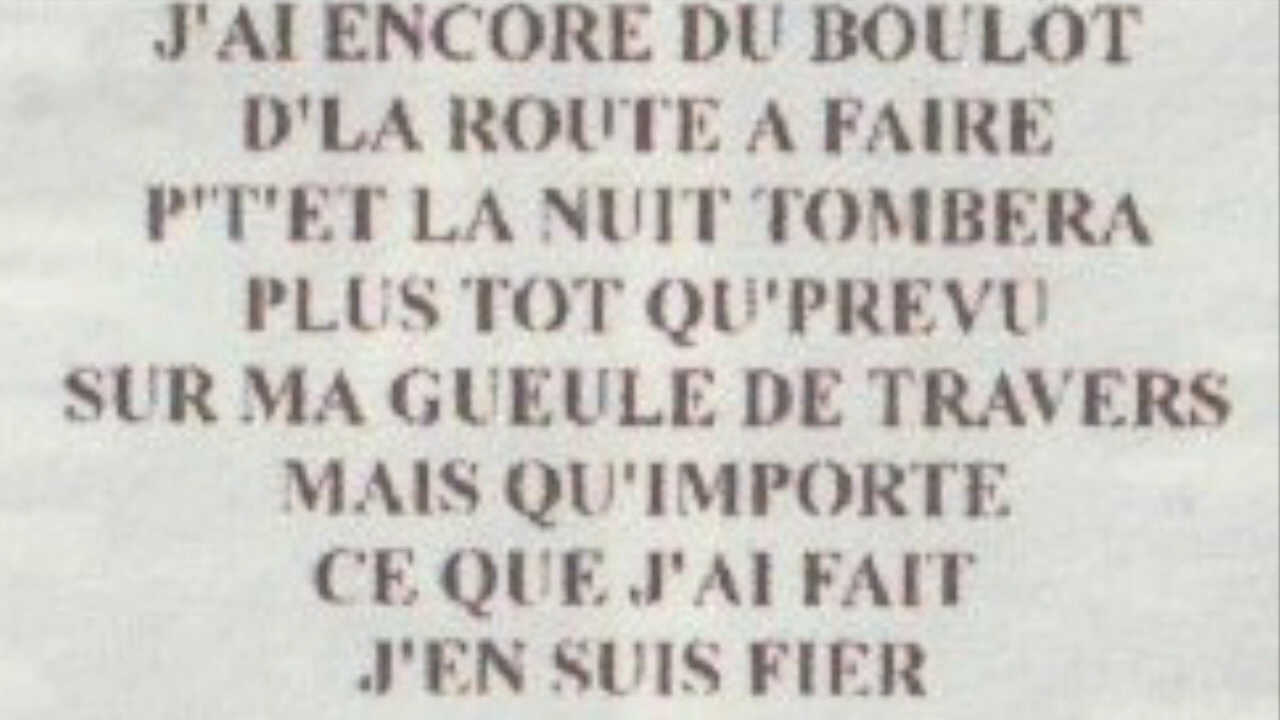 J'AI ENCORE DU BOULOT
D'LA ROUTE A FAIRE
P'T'ET LA NUIT TOMBERA
PLUS TOT QU'PREVU
SUR MA GUEULE DE TRAVERS
MAIS QU'IMPORTE
CE QUE J'AI FAIT
J'EN SUIS FIER